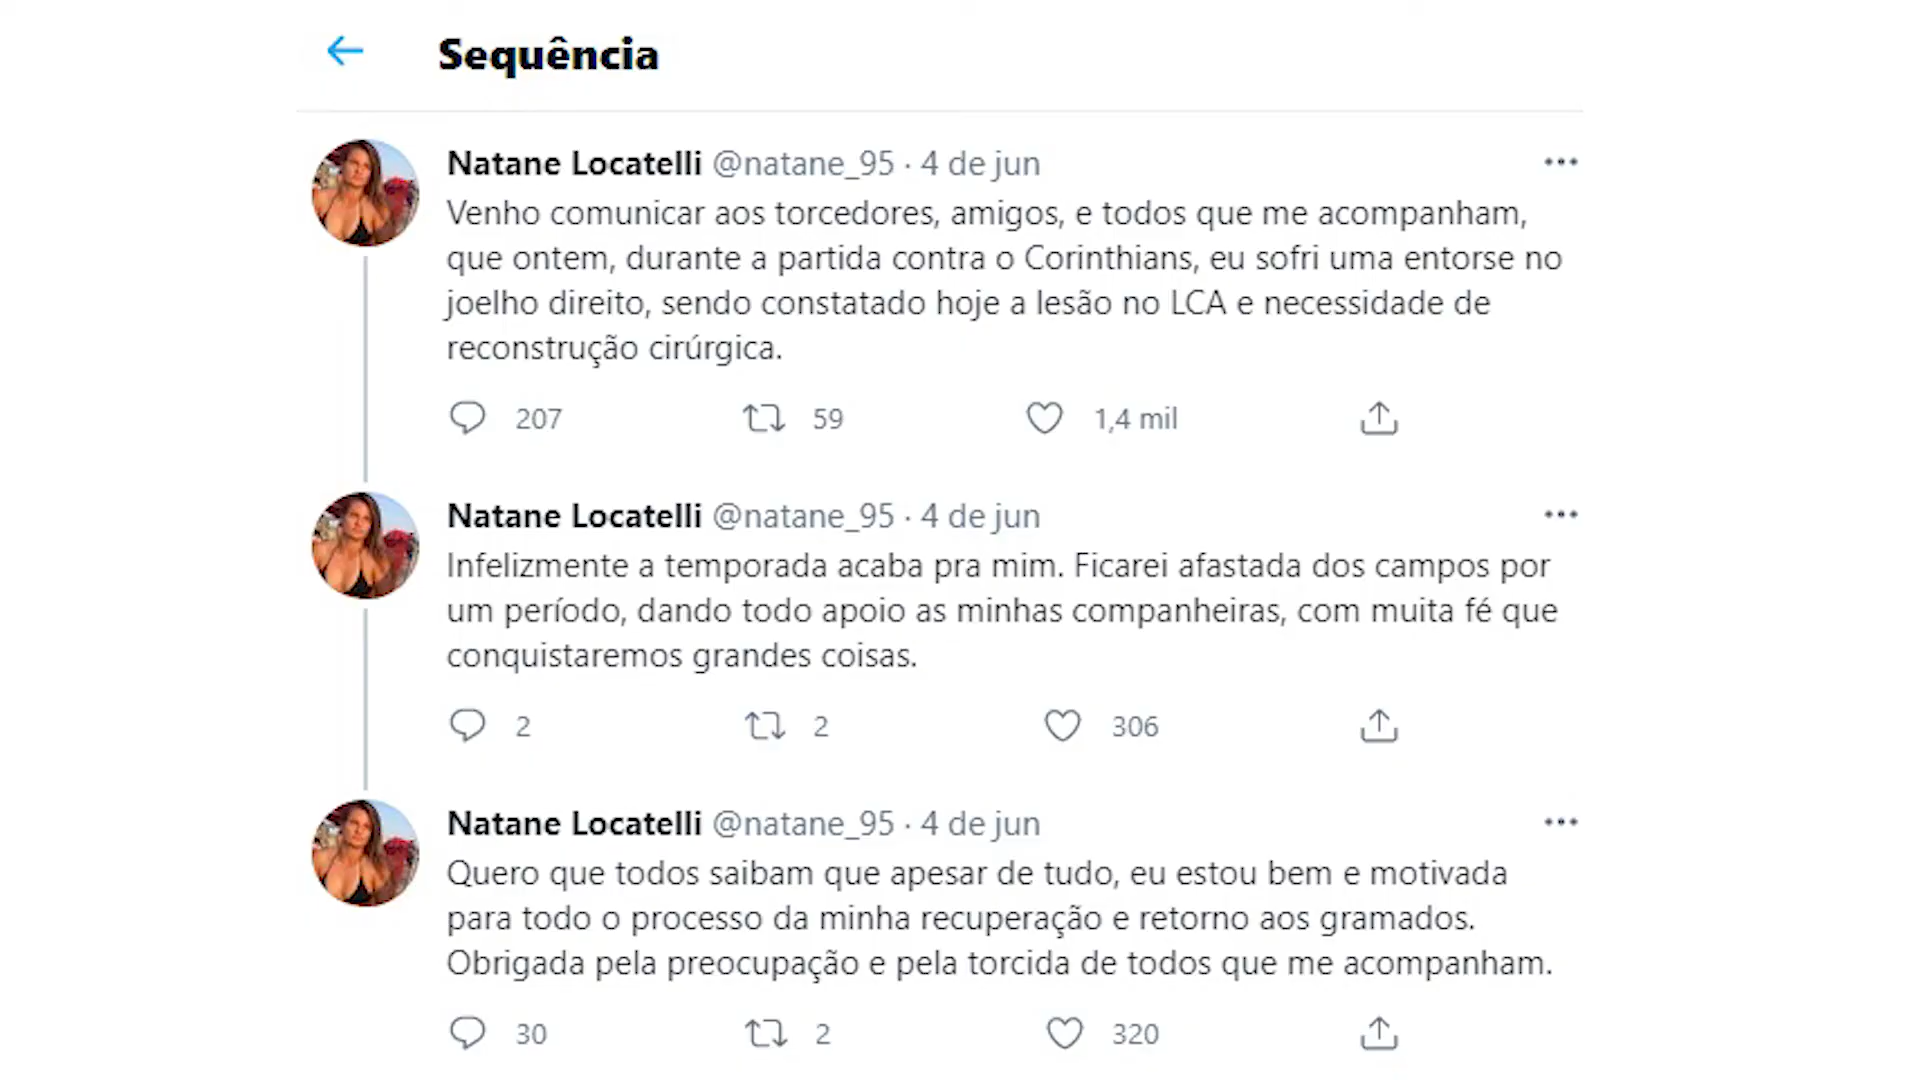 Sequência
Natane Locatelli @natane_95 · 4 de jun
Venho comunicar aos torcedores, amigos, e todos que me acompanham,
que ontem, durante a partida contra o Corinthians, eu sofri uma entorse no
joelho direito, sendo constatado hoje a lesão no LCA e necessidade de
reconstrução cirúrgica.
207 59 1,4 mil
Natane Locatelli @natane_95 · 4 de jun
Infelizmente a temporada acaba pra mim. Ficarei afastada dos campos por
um período, dando todo apoio as minhas companheiras, com muita fé que
conquistaremos grandes coisas.
2 2 306
Natane Locatelli @natane_95 · 4 de jun
Quero que todos saibam que apesar de tudo, eu estou bem e motivada
para todo o processo da minha recuperação e retorno aos gramados.
Obrigada pela preocupação e pela torcida de todos que me acompanham.
30 2 320